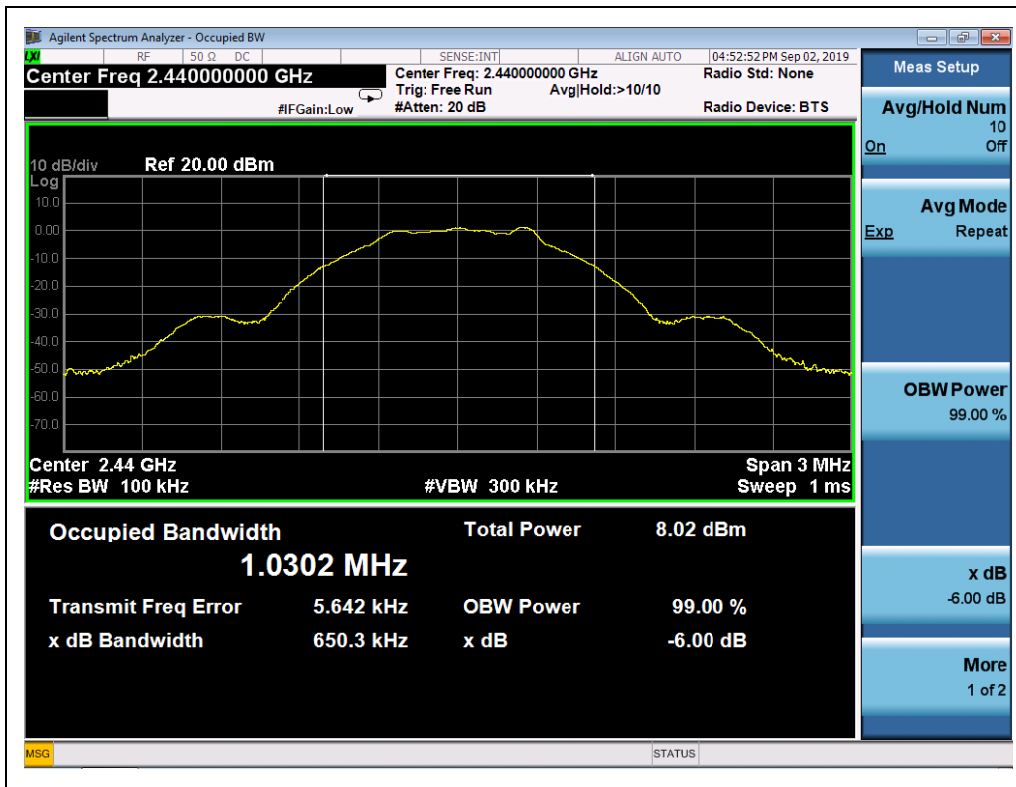 Agilent Spectrum Analyzer - Occupied BW
LXI RF 50 Ω DC SENSE:INT ALIGN AUTO 04:52:52 PM Sep 02, 2019
Center Freq 2.440000000 GHz
Center Freq: 2.440000000 GHz
Radio Std: None
Trig: Free Run Avg|Hold:>10/10
#IFGain:Low
#Atten: 20 dB
Radio Device: BTS
10 dB/div Ref 20.00 dBm
Log
10.0
0.00
-10.0
-20.0
-30.0
-40.0
-50.0
-60.0
-70.0
Center 2.44 GHz Span 3 MHz
#Res BW 100 kHz #VBW 300 kHz Sweep 1 ms
Occupied Bandwidth Total Power 8.02 dBm
1.0302 MHz
Transmit Freq Error 5.642 kHz OBW Power 99.00 %
x dB Bandwidth 650.3 kHz x dB -6.00 dB
Meas Setup
Avg/Hold Num
10
On Off
Avg Mode
Exp Repeat
OBW Power
99.00 %
x dB
-6.00 dB
More
1 of 2
MSG STATUS